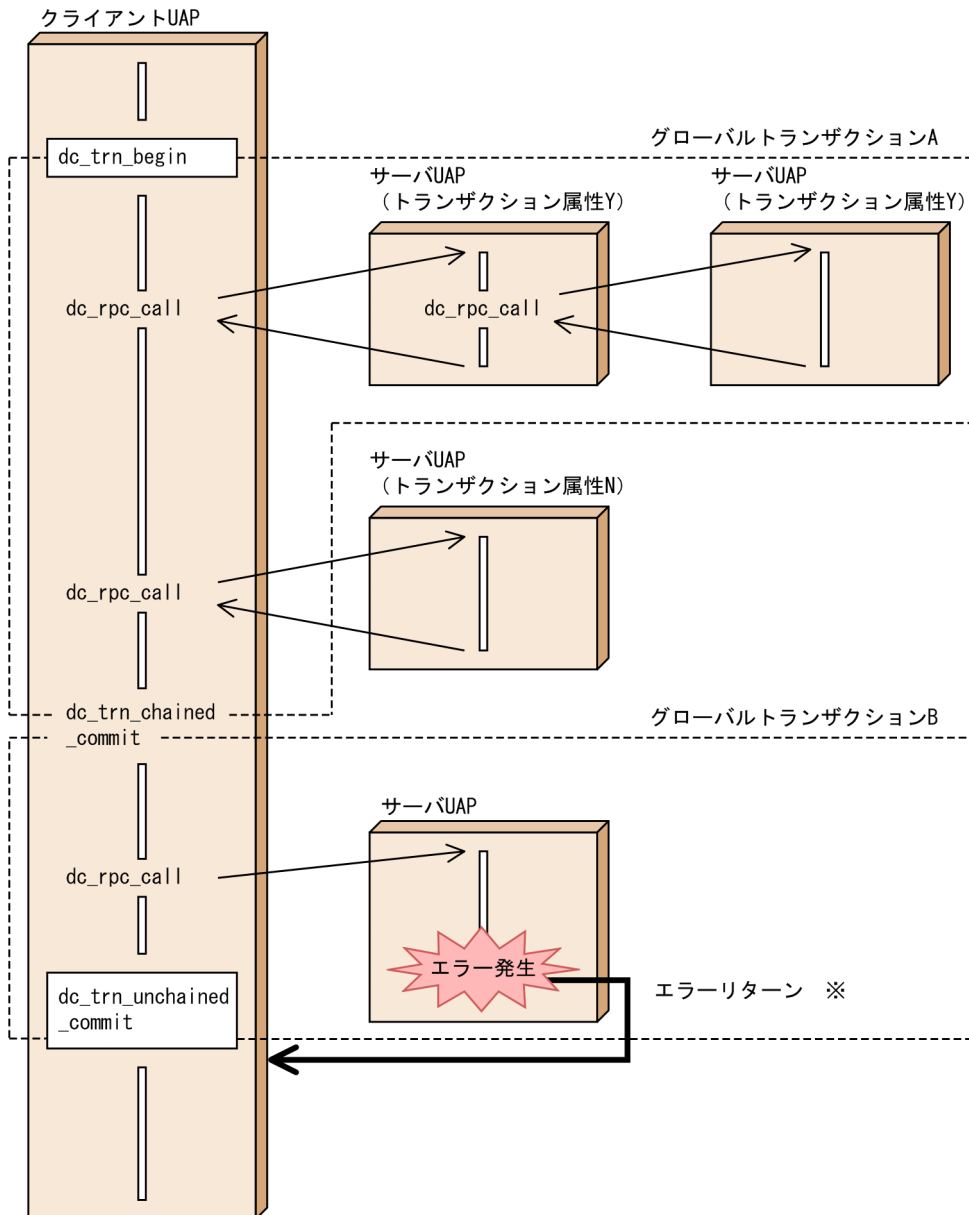 クライアントUAP
dc_trn_begin
グローバルトランザクションA
サーバUAP
（トランザクション属性Y）
サーバUAP
（トランザクション属性Y）
dc_rpc_call
dc_rpc_call
サーバUAP
（トランザクション属性N）
dc_rpc_call
dc_trn_chained
_commit
グローバルトランザクションB
サーバUAP
dc_rpc_call
エラー発生
dc_trn_unchained
_commit
エラーリターン　※